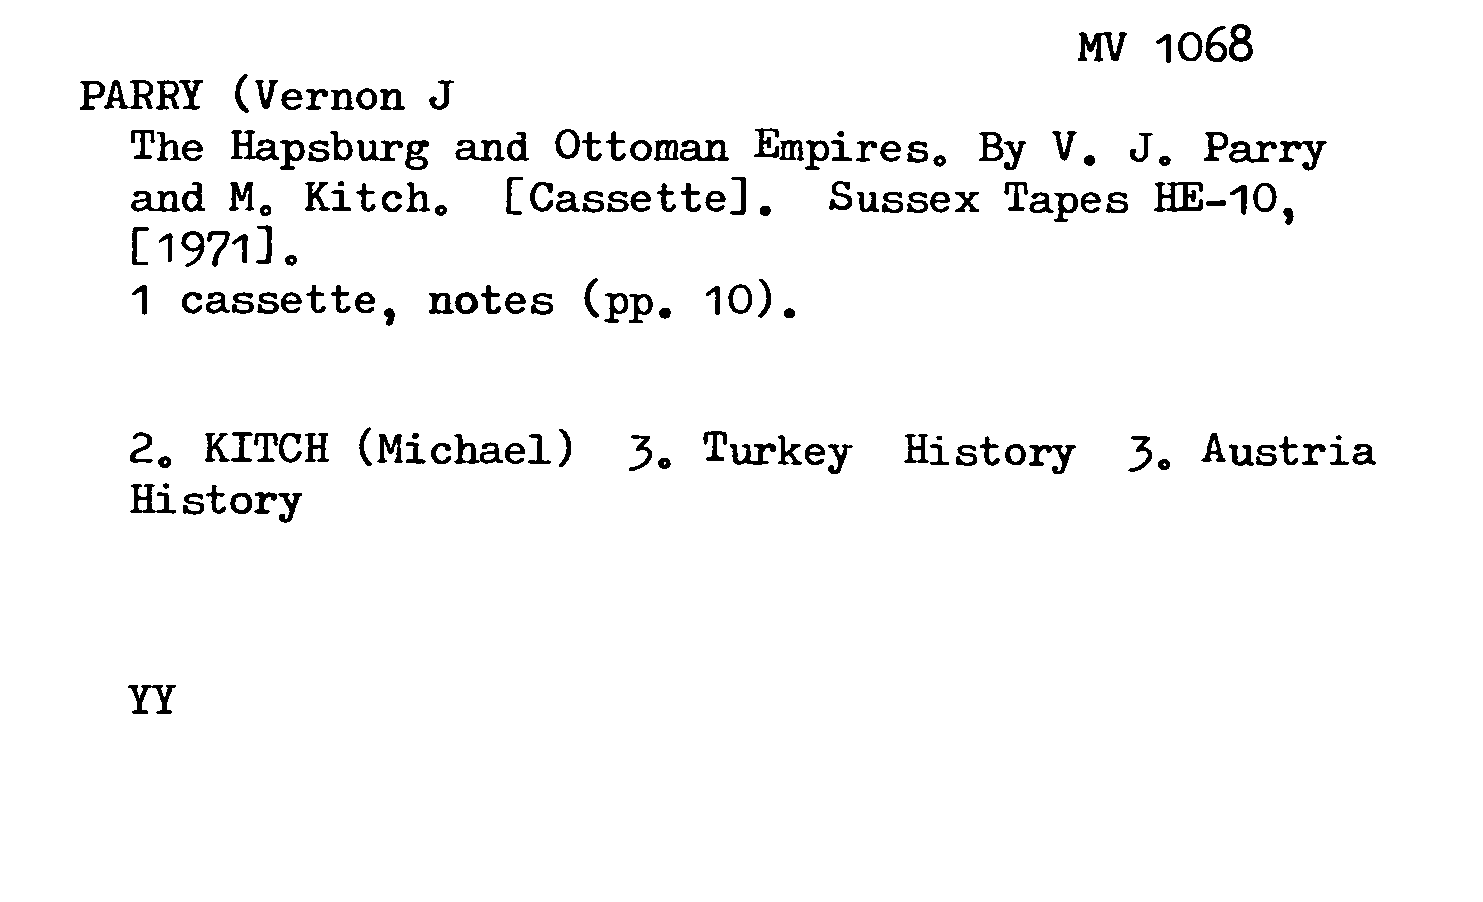 MV 1068
PARRY (Vernon J
The Hapsburg and Ottoman Empires. By V. J. Parry
and M. Kitch. [Cassette]. Sussex Tapes HE-10,
[1971].
1 cassette, notes (pp. 10).
2. KITCH (Michael) 3. Turkey History 3. Austria
History
YY